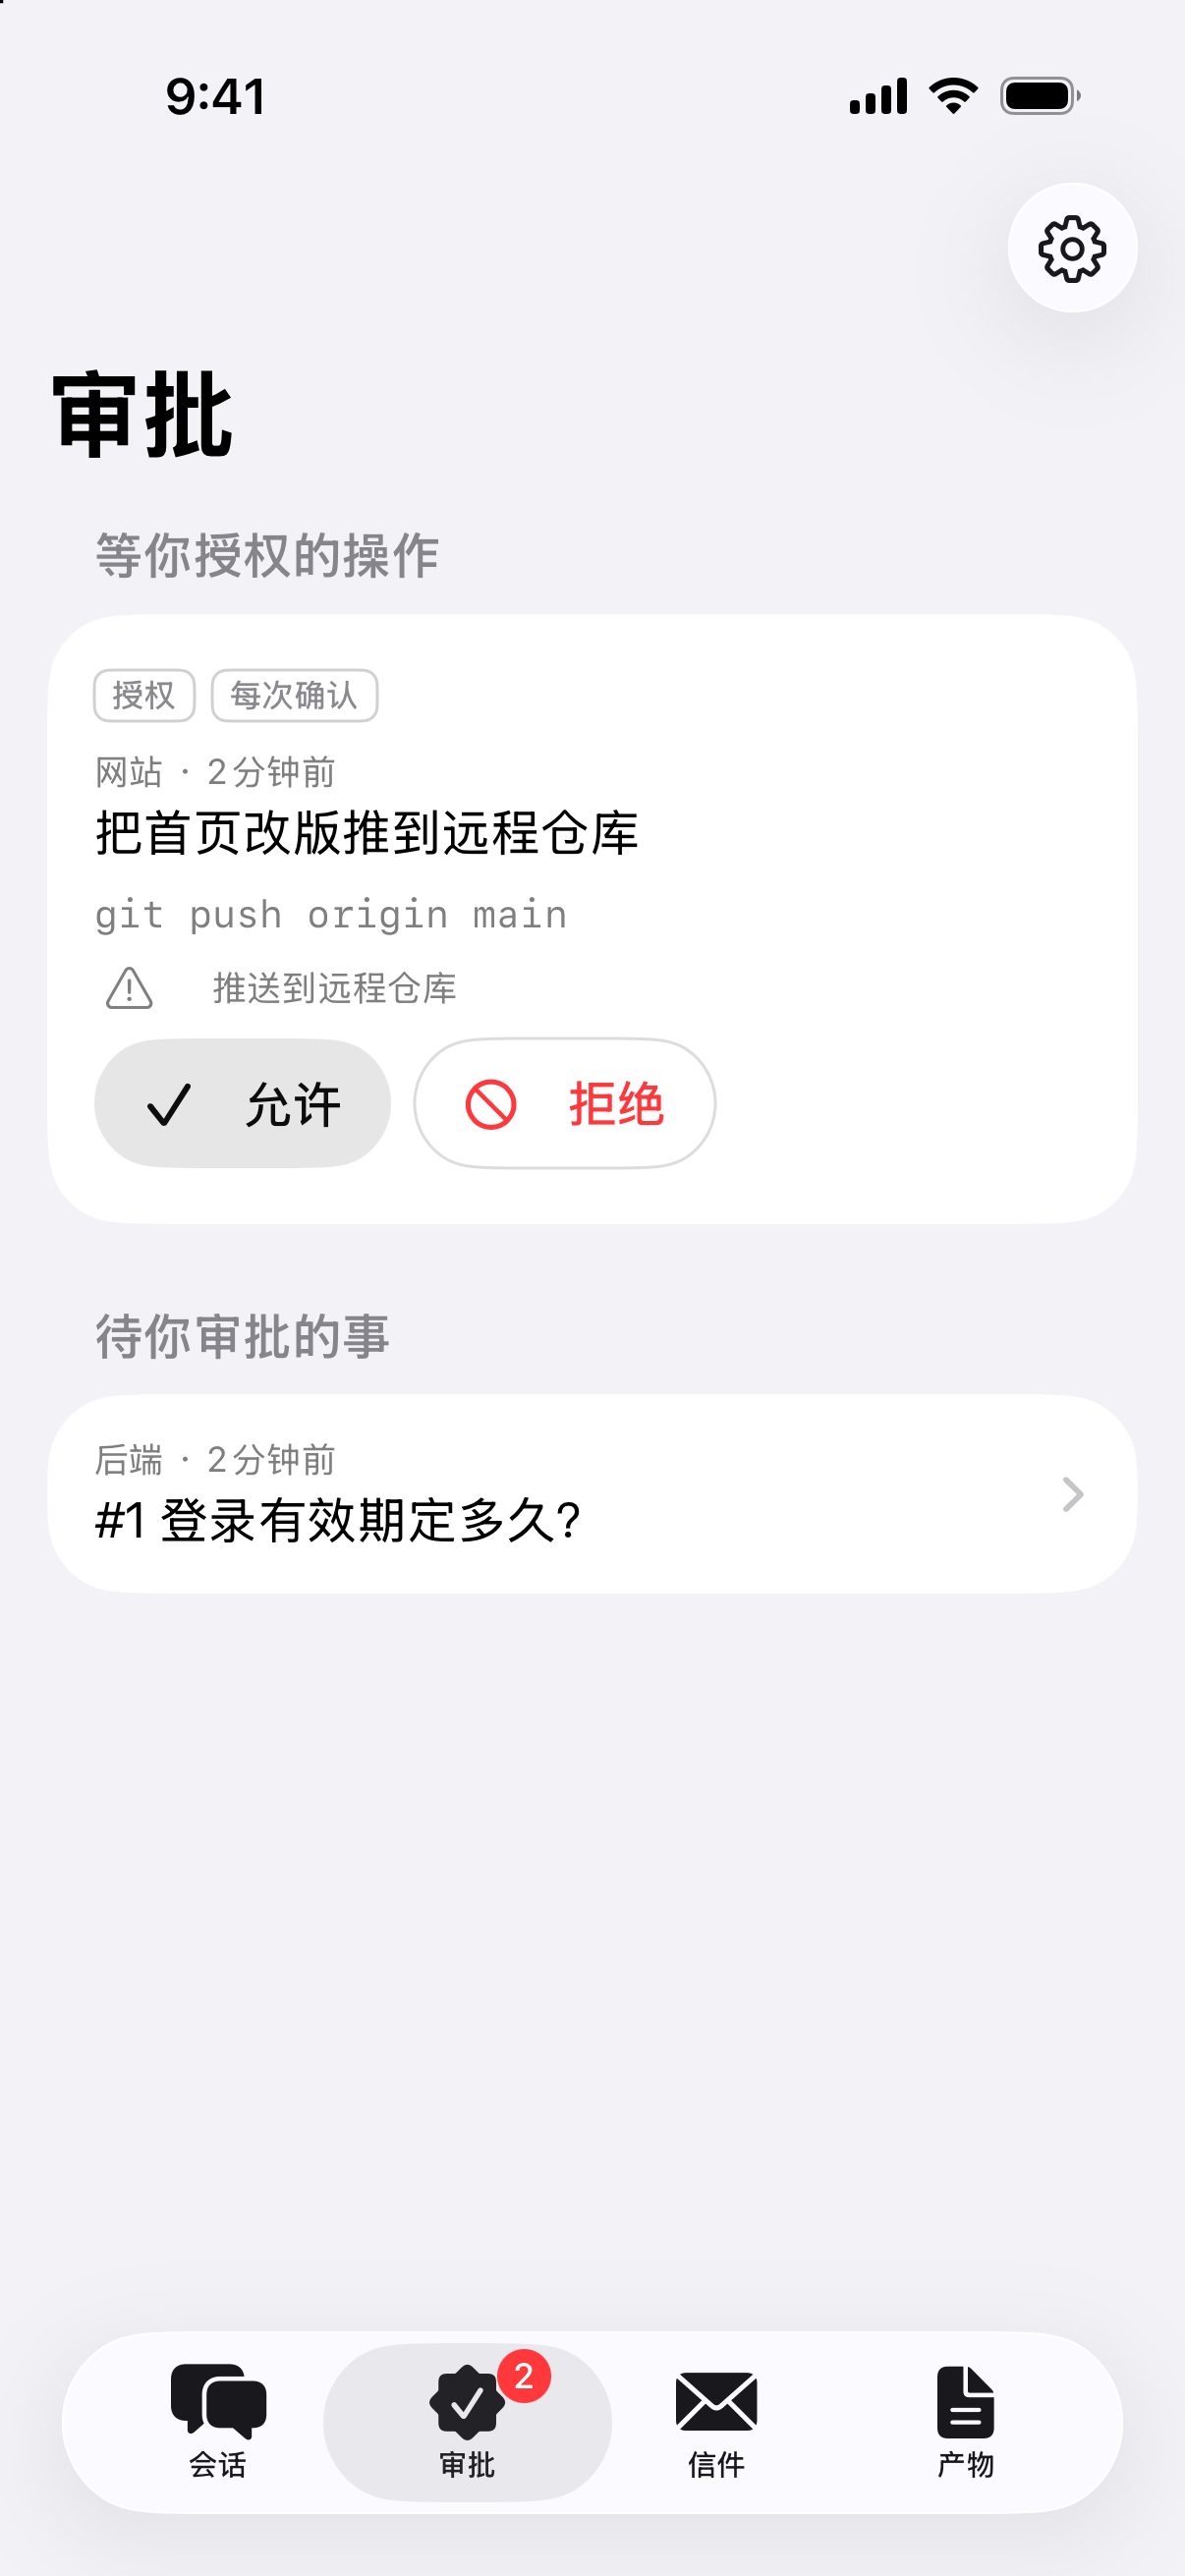 9:41
审批
等你授权的操作
授权 每次确认
网站 · 2分钟前
把首页改版推到远程仓库
git push origin main
推送到远程仓库
允许 拒绝
待你审批的事
后端 · 2分钟前
#1 登录有效期定多久?
2
会话 审批 信件 产物